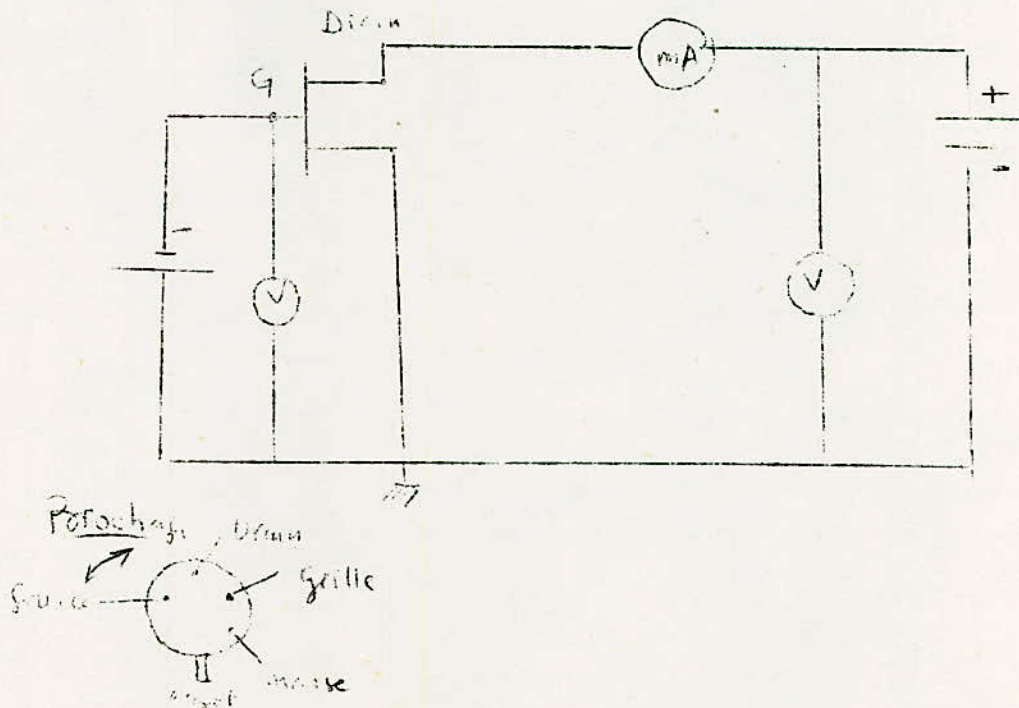 Drain
G
mA
+
-
-
V
V
Brochage
Drain
Source
Grille
masse